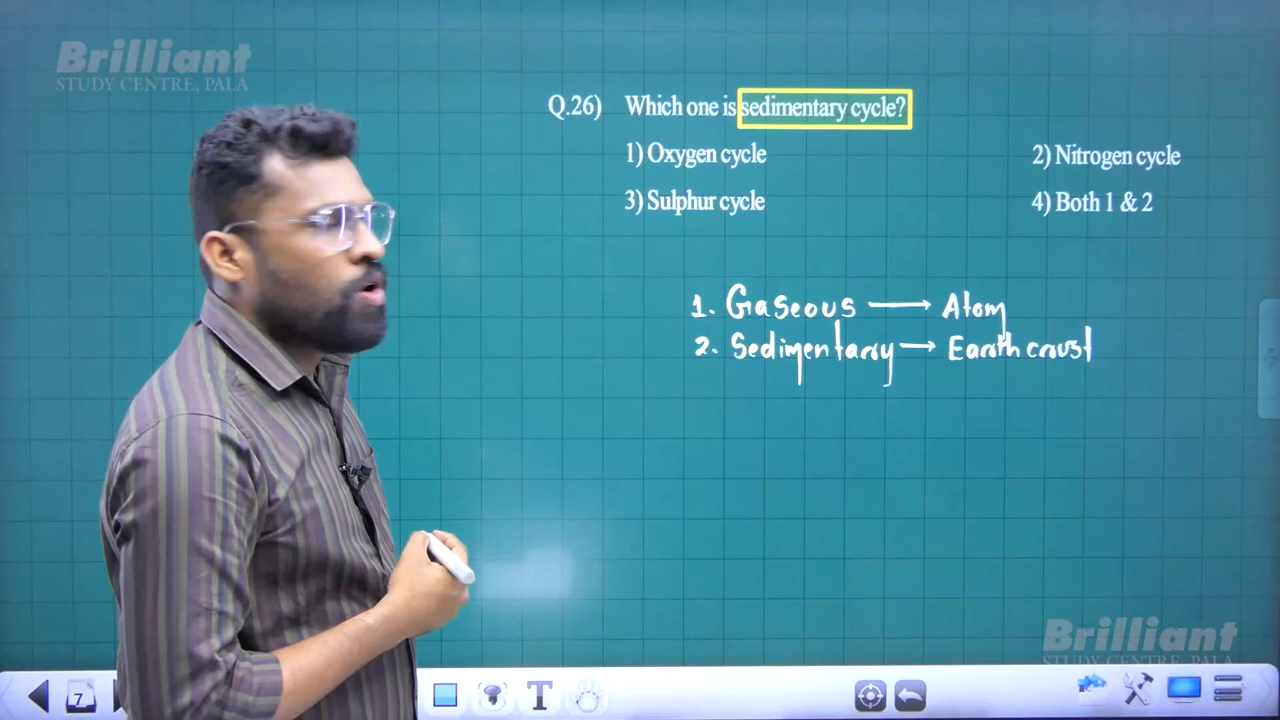 Brilliant
STUDY CENTRE, PALA
Q.26) Which one is sedimentary cycle?
1) Oxygen cycle 2) Nitrogen cycle
3) Sulphur cycle 4) Both 1 & 2
1. Gaseous → Atom
2. Sedimentary → Earth crust
Brilliant
STUDY CENTRE, PALA
7
T